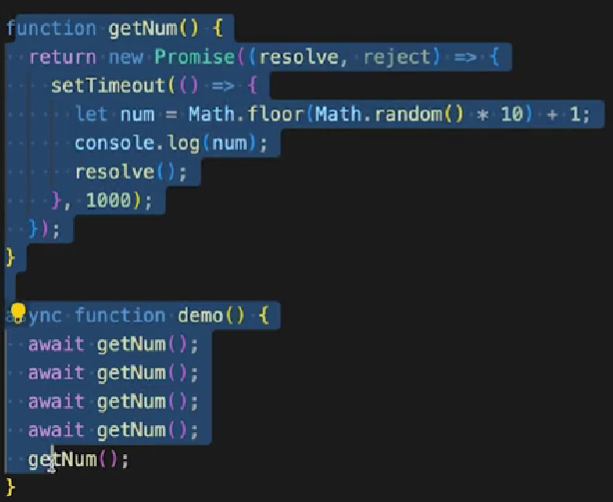 function getNum() {
return new Promise((resolve, reject) => {
setTimeout(() => {
let num = Math.floor(Math.random() * 10) + 1;
console.log(num);
resolve();
}, 1000);
});
}
async function demo() {
await getNum();
await getNum();
await getNum();
await getNum();
getNum();
}